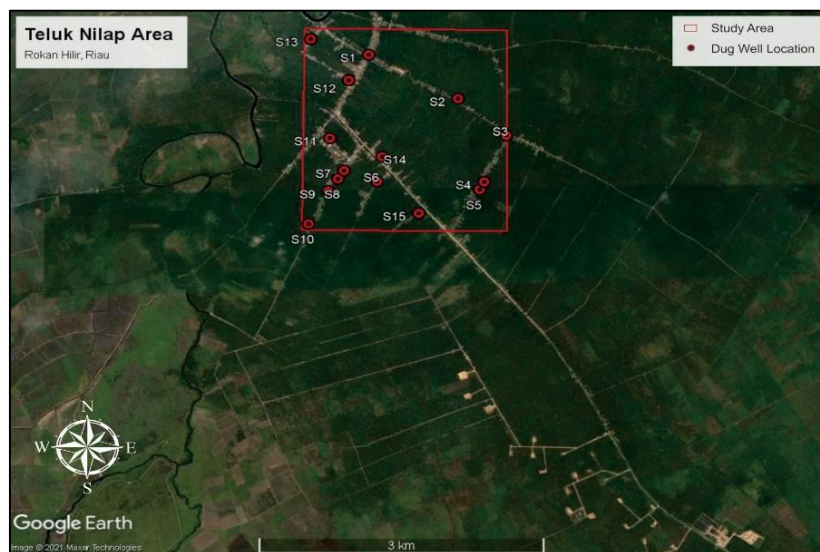 Teluk Nilap Area
Rokan Hilir, Riau
Study Area
Dug Well Location
S13
S1
S12
S2
S3
S11
S14
S7
S6
S4
S9
S8
S5
S15
S10
N
W
E
S
Google Earth
Image © 2021 Maxar Technologies
3 km